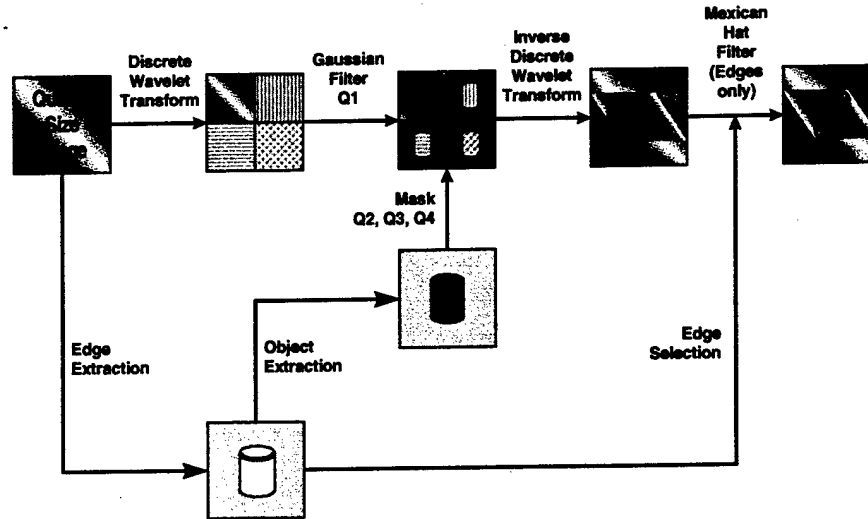 Discrete
Wavelet
Transform
Gaussian
Filter
Q1
Inverse
Discrete
Wavelet
Transform
Mexican
Hat
Filter
(Edges
only)
Size
Mask
Q2, Q3, Q4
Edge
Extraction
Object
Extraction
Edge
Selection